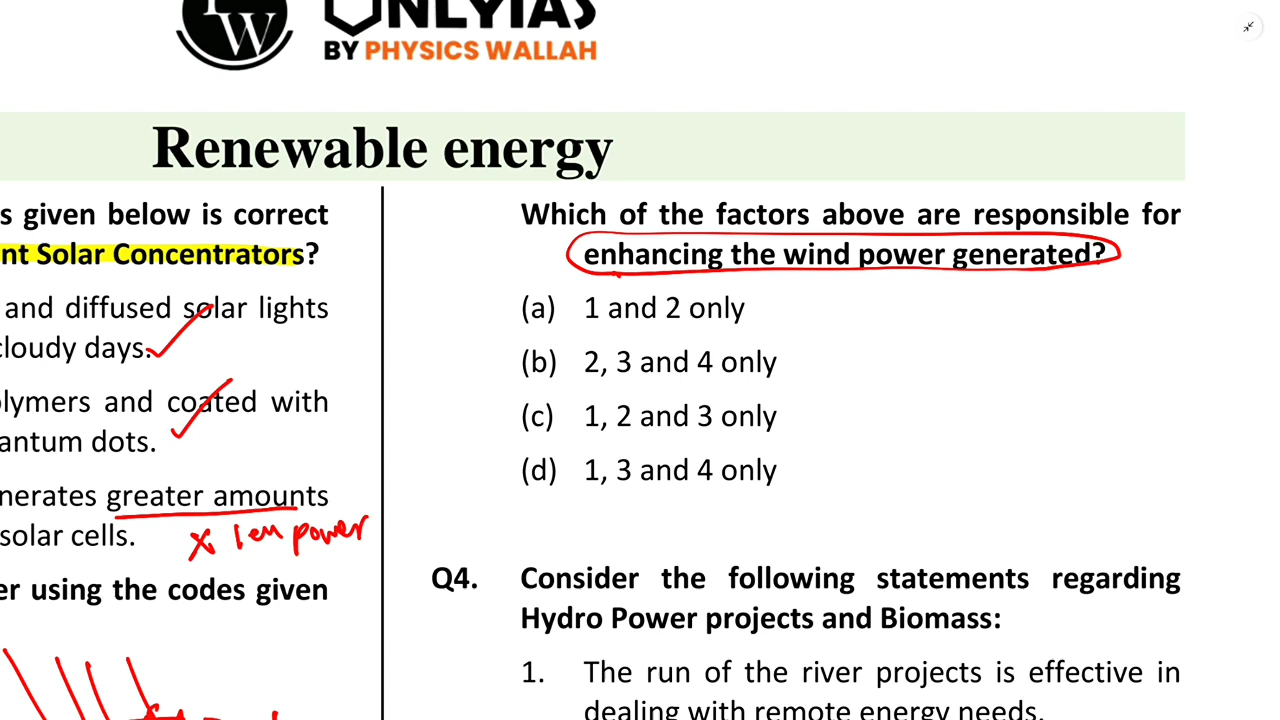 ONLYIAS
BY PHYSICS WALLAH
Renewable energy
s given below is correct
nt Solar Concentrators?
and diffused solar lights
cloudy days.
olymers and coated with
antum dots.
nerates greater amounts
solar cells.
x less power
er using the codes given
Which of the factors above are responsible for
enhancing the wind power generated?
(a) 1 and 2 only
(b) 2, 3 and 4 only
(c) 1, 2 and 3 only
(d) 1, 3 and 4 only
Q4. Consider the following statements regarding
Hydro Power projects and Biomass:
1. The run of the river projects is effective in
dealing with remote energy needs.